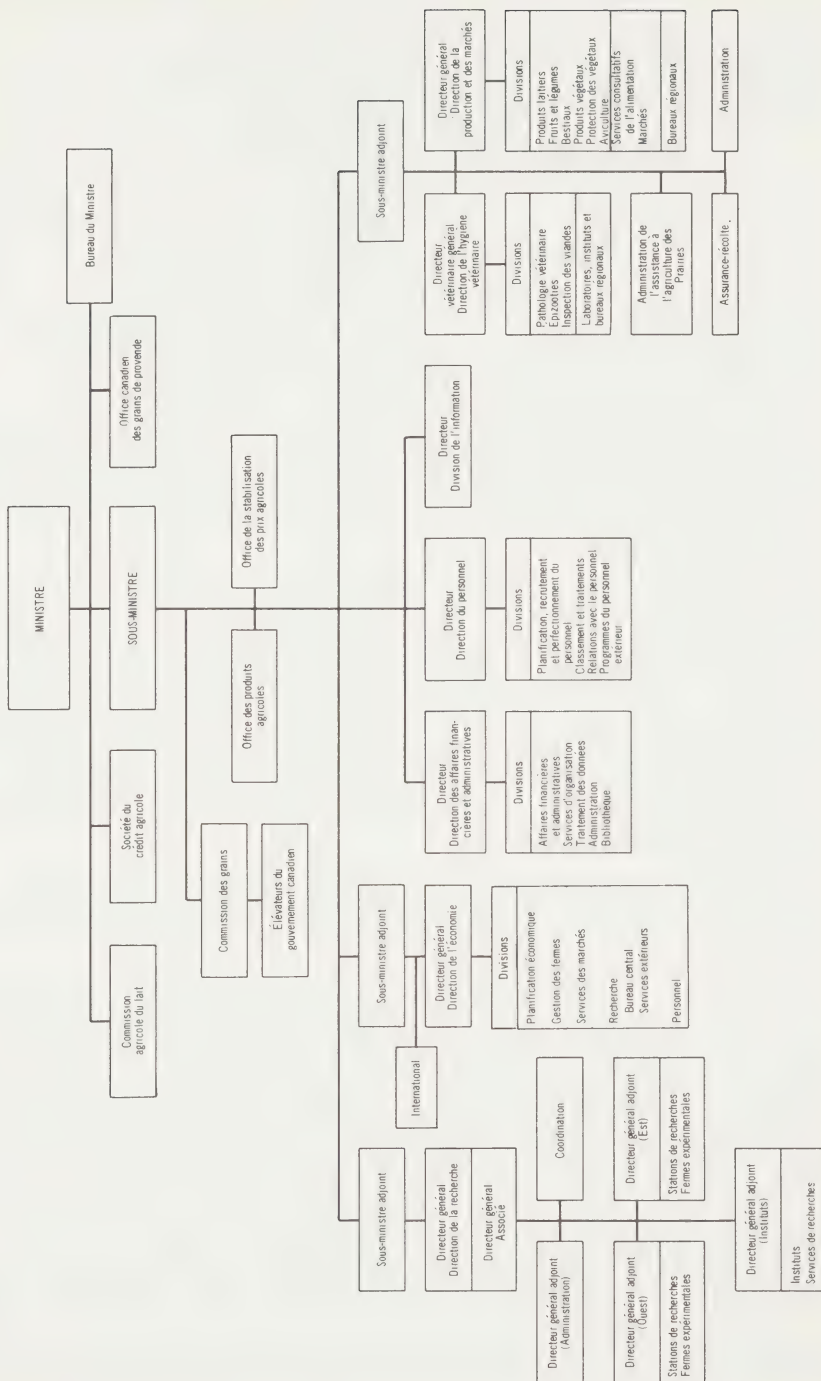 MINISTRE
Bureau du Ministre
Commission
agricole du lait
Société du
crédit agricole
SOUS-MINISTRE
Office canadien
des grains de provende
Commission des grains
Élévateurs du
gouvernement canadien
Office des produits
agricoles
Office de la stabilisation
des prix agricoles
Sous-ministre adjoint
Directeur général
Direction de la recherche
Directeur général
Associé
Directeur général adjoint
(Administration)
Coordination
Directeur général adjoint
(Ouest)
Stations de recherches
Fermes expérimentales
Directeur général adjoint
(Est)
Stations de recherches
Fermes expérimentales
Directeur général adjoint
(Instituts)
Instituts
Services de recherches
Sous-ministre adjoint
International
Directeur général
Direction de l'économie
Divisions
Planification économique
Gestion des fermes
Services des marchés
Recherche
Bureau central
Services extérieurs
Personnel
Directeur
Direction des affaires finan-
cières et administratives
Divisions
Affaires financières
et administratives
Services d'organisation
Traitement des données
Administration
Bibliothèque
Directeur
Direction du personnel
Divisions
Planification, recrutement
et perfectionnement du
personnel
Classement et traitements
Relations avec le personnel
Programmes du personnel
extérieur
Directeur
Division de l'information
Sous-ministre adjoint
Directeur
vétérinaire général
Direction de l'hygiène
vétérinaire
Divisions
Pathologie vétérinaire
Epizooties
Inspection des viandes
Laboratoires, instituts et
bureaux régionaux
Directeur général
Direction de la
production et des marchés
Divisions
Produits laitiers
Fruits et légumes
Bestiaux
Produits végétaux
Protection des végétaux
Aviculture
Services consultatifs
de l'alimentation
Marchés
Bureaux régionaux
Administration de
l'assistance à
l'agriculture des
Prairies
Assurance-récolte.
Administration